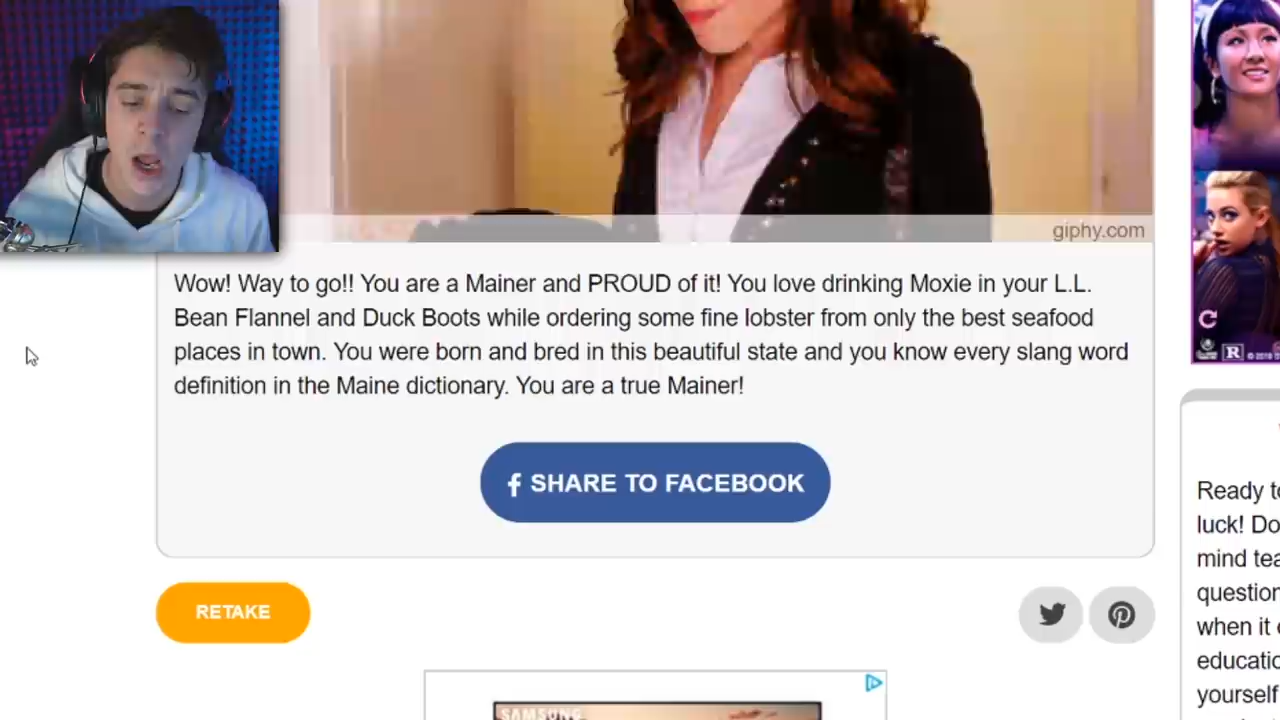 giphy.com
Wow! Way to go!! You are a Mainer and PROUD of it! You love drinking Moxie in your L.L.
Bean Flannel and Duck Boots while ordering some fine lobster from only the best seafood
places in town. You were born and bred in this beautiful state and you know every slang word
definition in the Maine dictionary. You are a true Mainer!
f SHARE TO FACEBOOK
RETAKE
SAMSUNG
R
Ready
luck! Do
mind
question
when it
yourself